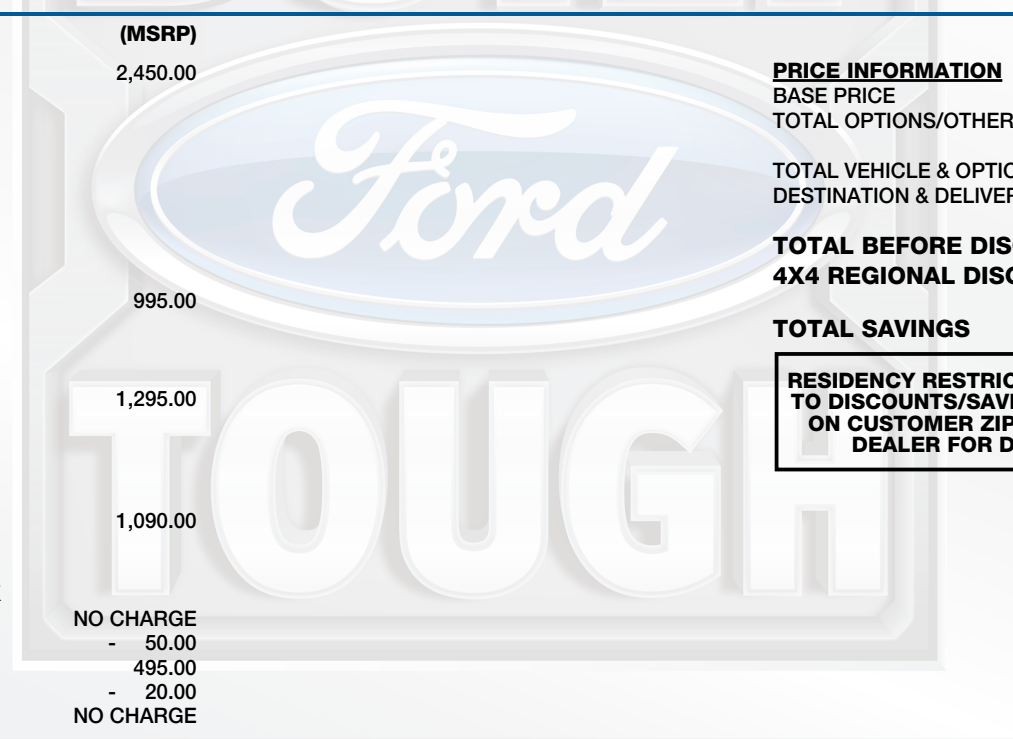 (MSRP)
2,450.00
995.00
1,295.00
1,090.00
NO CHARGE
- 50.00
495.00
- 20.00
NO CHARGE
PRICE INFORMATION
BASE PRICE
TOTAL OPTIONS/OTHER
TOTAL VEHICLE & OPTIO
DESTINATION & DELIVER
TOTAL BEFORE DISC
4X4 REGIONAL DISC
TOTAL SAVINGS
RESIDENCY RESTRIC
TO DISCOUNTS/SAVI
ON CUSTOMER ZIP
DEALER FOR D
Ford
TOUGH